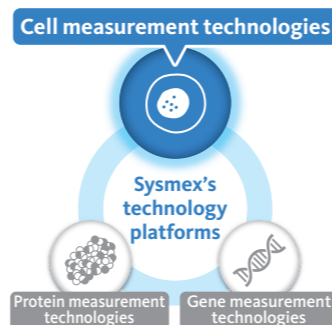 Cell measurement technologies
Sysmex's
technology
platforms
Protein measurement
technologies
Gene measurement
technologies